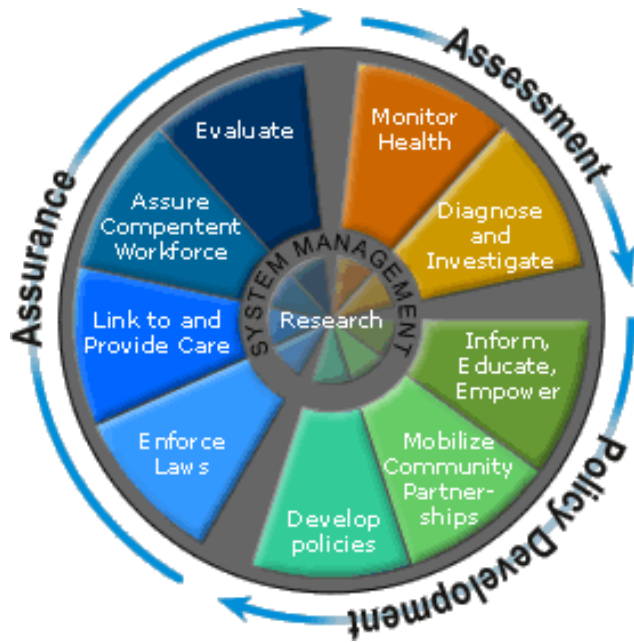 Assessment
Monitor
Health
Diagnose
and
Investigate
Policy Development
Inform,
Educate,
Empower
Mobilize
Community
Partner-
ships
Develop
policies
Assurance
Enforce
Laws
Link to and
Provide Care
Assure
Compentent
Workforce
Evaluate
SYSTEM MANAGEMENT
Research